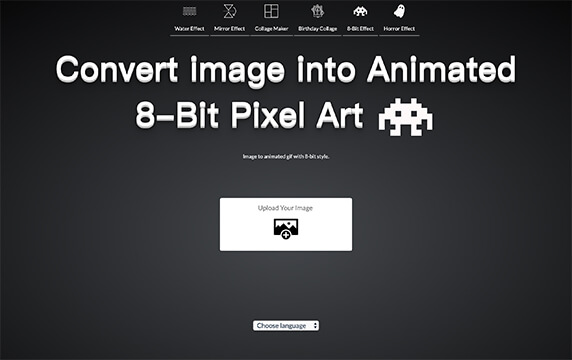 Water Effect Mirror Effect Collage Maker Birthday Collage 8-Bit Effect Horror Effect
Convert image into Animated
8-Bit Pixel Art
Image to animated gif with 8-bit style.
Upload Your Image
Choose language